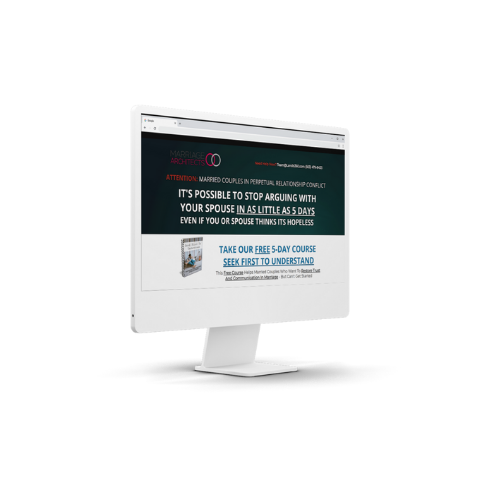 MARRIAGE
ARCHITECTS
ATTENTION: MARRIED COUPLES IN PERPETUAL RELATIONSHIP CONFLICT
IT'S POSSIBLE TO STOP ARGUING WITH
YOUR SPOUSE IN AS LITTLE AS 5 DAYS
EVEN IF YOU OR SPOUSE THINKS ITS HOPELESS
TAKE OUR FREE 5-DAY COURSE
SEEK FIRST TO UNDERSTAND
This Free Course Helps Married Couples Who Want To Restore Trust
And Communication In Marriage - But Can't Get Started